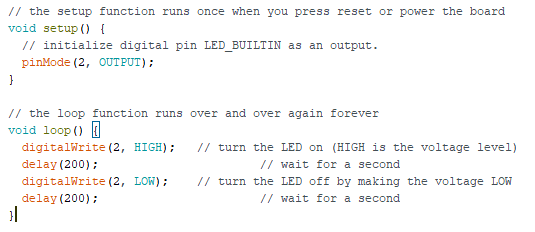 // the setup function runs once when you press reset or power the board
void setup() {
  // initialize digital pin LED_BUILTIN as an output.
  pinMode(2, OUTPUT);
}

// the loop function runs over and over again forever
void loop() {
  digitalWrite(2, HIGH);   // turn the LED on (HIGH is the voltage level)
  delay(200);                       // wait for a second
  digitalWrite(2, LOW);    // turn the LED off by making the voltage LOW
  delay(200);                       // wait for a second
}